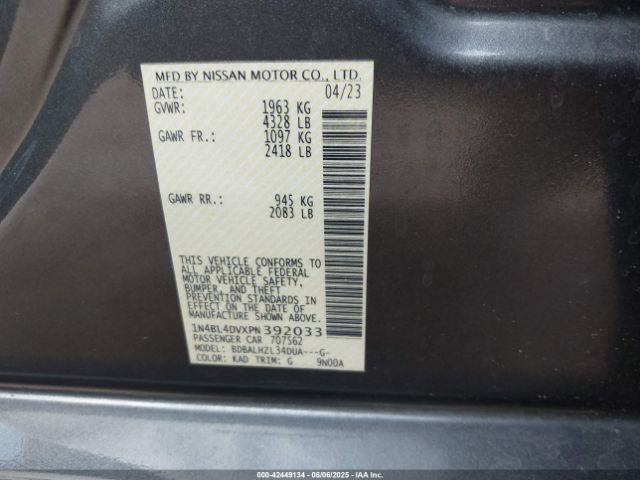 MFD BY NISSAN MOTOR CO., LTD.
DATE: 04/23
GVWR: 1963 KG
4328 LB
GAWR FR.: 1097 KG
2418 LB
GAWR RR.: 945 KG
2083 LB
THIS VEHICLE CONFORMS TO
ALL APPLICABLE FEDERAL
MOTOR VEHICLE SAFETY,
BUMPER, AND THEFT
PREVENTION STANDARDS IN
EFFECT ON THE DATE OF
MANUFACTURE SHOWN ABOVE.
1N4BL4DVXPN392033
PASSENGER CAR 707562
MODEL: BDBALHZL34DUA---G-
COLOR: KAD TRIM: G 9N00A
000-42449134 - 06/06/2025 - IAA Inc.